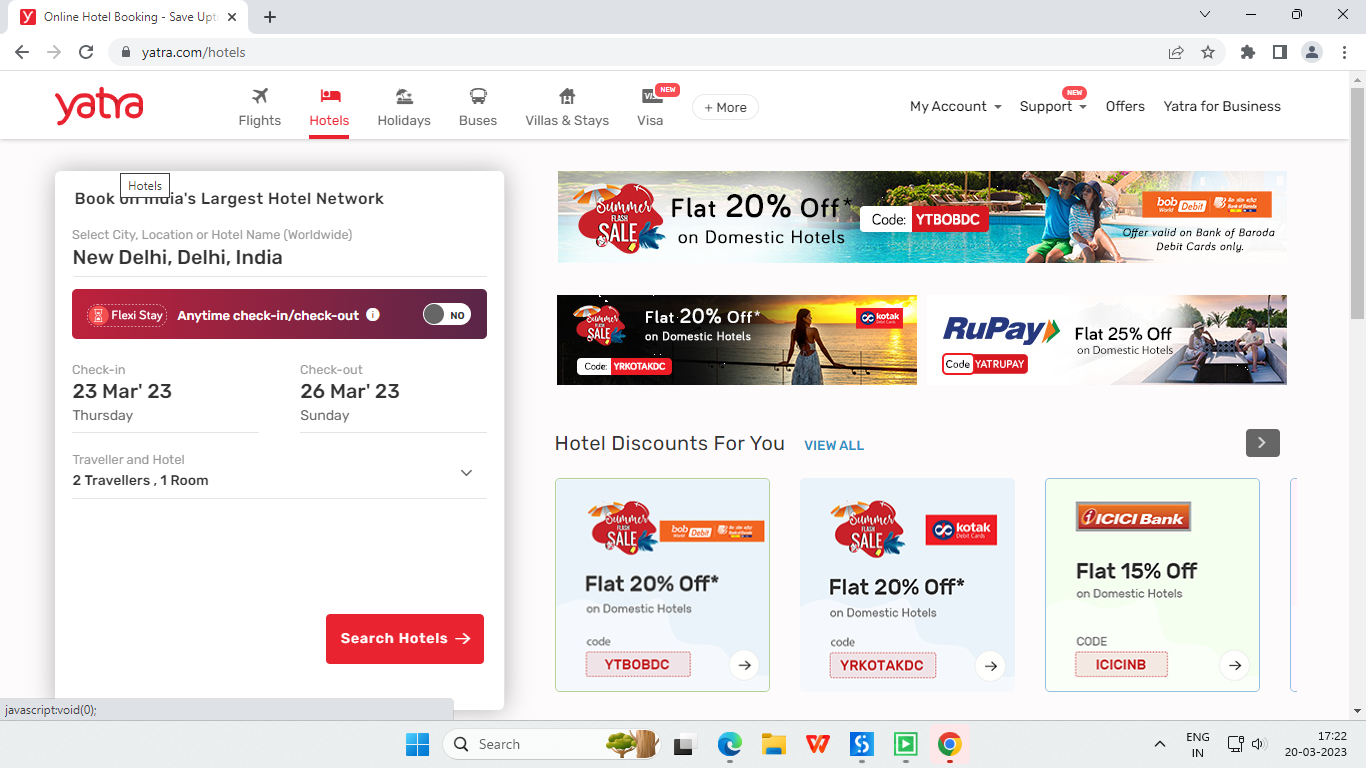 Online Hotel Booking - Save Upt
yatra.com/hotels
yatra
Flights
Hotels
Holidays
Buses
Villas & Stays
VISA
NEW
Visa
+ More
My Account
NEW
Support
Offers
Yatra for Business
Hotels
Book on India's Largest Hotel Network
Select City, Location or Hotel Name (Worldwide)
New Delhi, Delhi, India
Flexi Stay
Anytime check-in/check-out
i
NO
Check-in
23 Mar' 23
Thursday
Check-out
26 Mar' 23
Sunday
Traveller and Hotel
2 Travellers , 1 Room
Search Hotels
Summer
FLASH
SALE
Flat 20% Off*
on Domestic Hotels
Code: YTBOBDC
bob
World Debit
Bank of Baroda
Offer valid on Bank of Baroda
Debit Cards only.
Summer
FLASH
SALE
Flat 20% Off*
on Domestic Hotels
Code: YRKOTAKDC
kotak
Debit Cards
RuPay
Code YATRUPAY
Flat 25% Off
on Domestic Hotels
Hotel Discounts For You
VIEW ALL
Summer
FLASH
SALE
bob
World Debit
Flat 20% Off*
on Domestic Hotels
code
YTBOBDC
Summer
FLASH
SALE
kotak
Debit Cards
Flat 20% Off*
on Domestic Hotels
code
YRKOTAKDC
ICICI Bank
Flat 15% Off
on Domestic Hotels
CODE
ICICINB
javascript:void(0);
Search
ENG
IN
17:22
20-03-2023